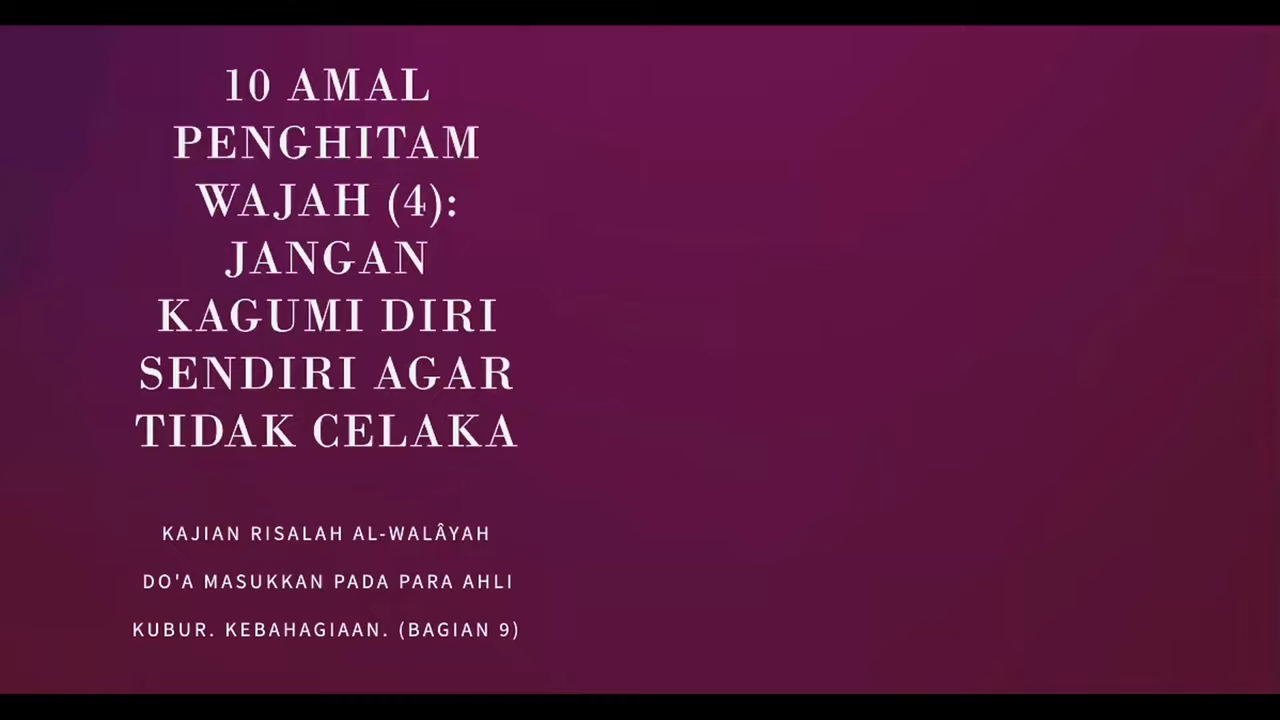 10 AMAL
PENGHITAM
WAJAH (4):
JANGAN
KAGUMI DIRI
SENDIRI AGAR
TIDAK CELAKA
KAJIAN RISALAH AL-WALÂYAH
DO'A MASUKKAN PADA PARA AHLI
KUBUR. KEBAHAGIAAN. (BAGIAN 9)